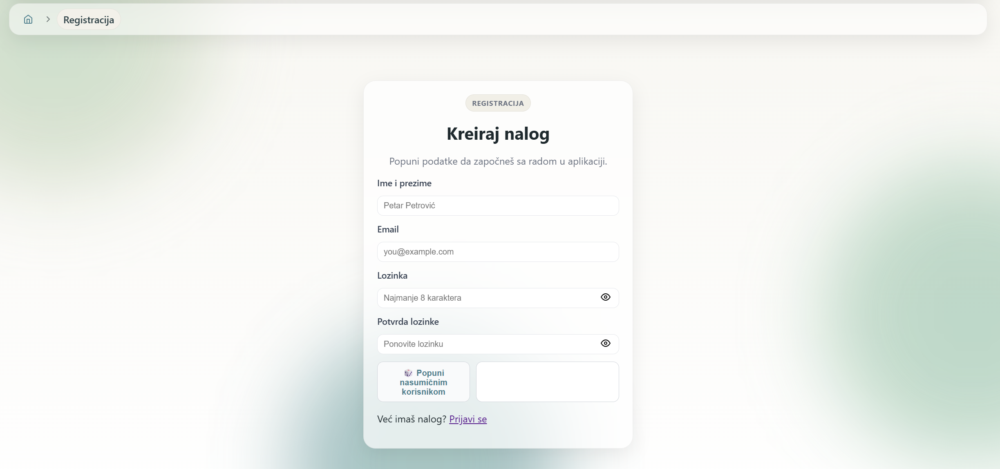 Registracija
REGISTRACIJA
Kreiraj nalog
Popuni podatke da započneš sa radom u aplikaciji.
Ime i prezime
Petar Petrović
Email
you@example.com
Lozinka
Najmanje 8 karaktera
Potvrda lozinke
Ponovite lozinku
🎲 Popuni
nasumičnim
korisnikom
Već imaš nalog? Prijavi se